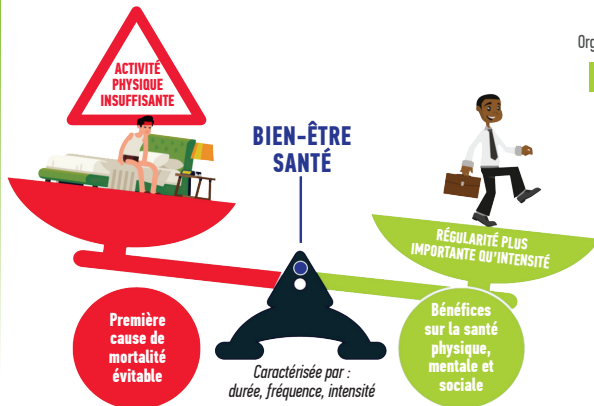 ACTIVITÉ
PHYSIQUE
INSUFFISANTE
BIEN-ÊTRE
SANTÉ
RÉGULARITÉ PLUS
IMPORTANTE QU'INTENSITÉ
Première
cause de
mortalité
évitable
Caractérisée par :
durée, fréquence, intensité
Bénéfices
sur la santé
physique,
mentale et
sociale